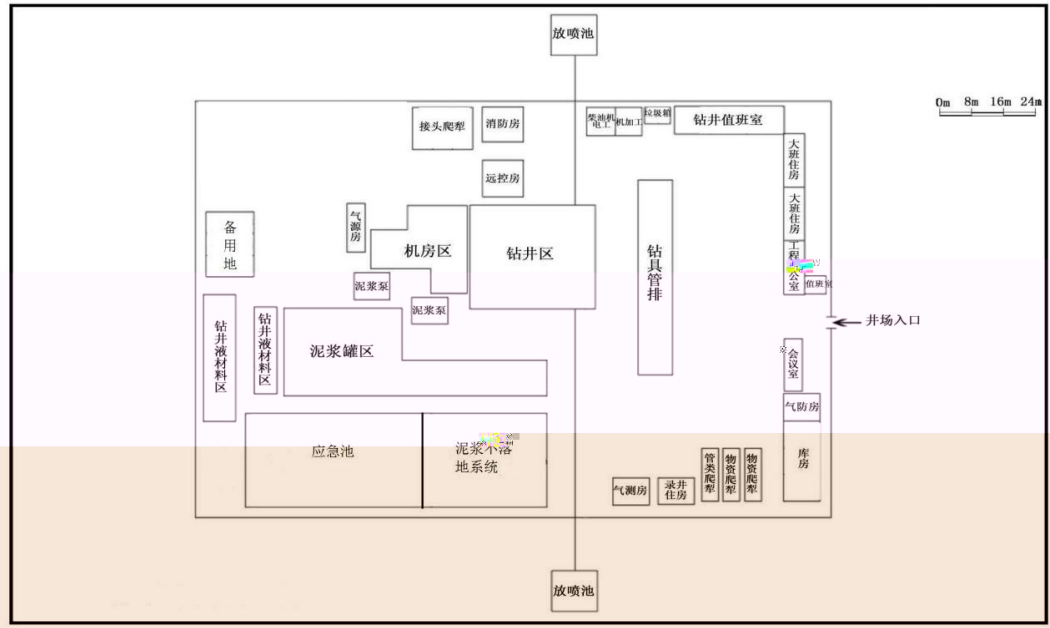 放喷池
0m 8m 16m 24m
接头爬犁
消防房
柴油机
电工
机加工
垃圾箱
钻井值班室
大班住房
远控房
大班住房
气源房
备用地
机房区
钻井区
钻具管排
工程
公室
值班室
泥浆泵
泥浆泵
井场入口
钻井液材料区
钻井液材料区
泥浆罐区
会议室
气防房
应急池
泥浆不落
地系统
库房
管类爬犁
物资爬犁
物资爬犁
气测房
录井
住房
放喷池